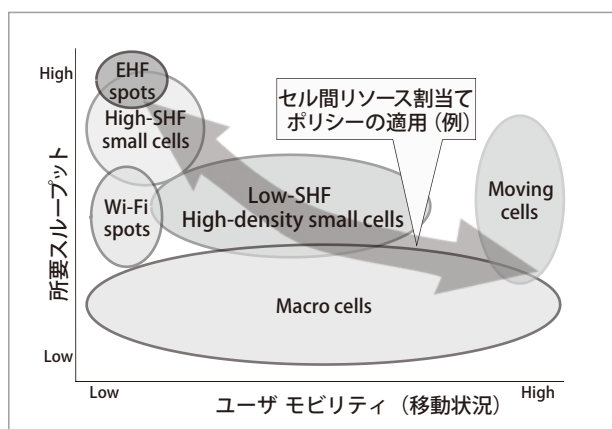 High
EHF
spots
High-SHF
small cells
セル間リソース割当て
ポリシーの適用（例）
Wi-Fi
spots
Low-SHF
High-density small cells
Moving
cells
所要スループット
Macro cells
Low
Low
High
ユーザ モビリティ（移動状況）